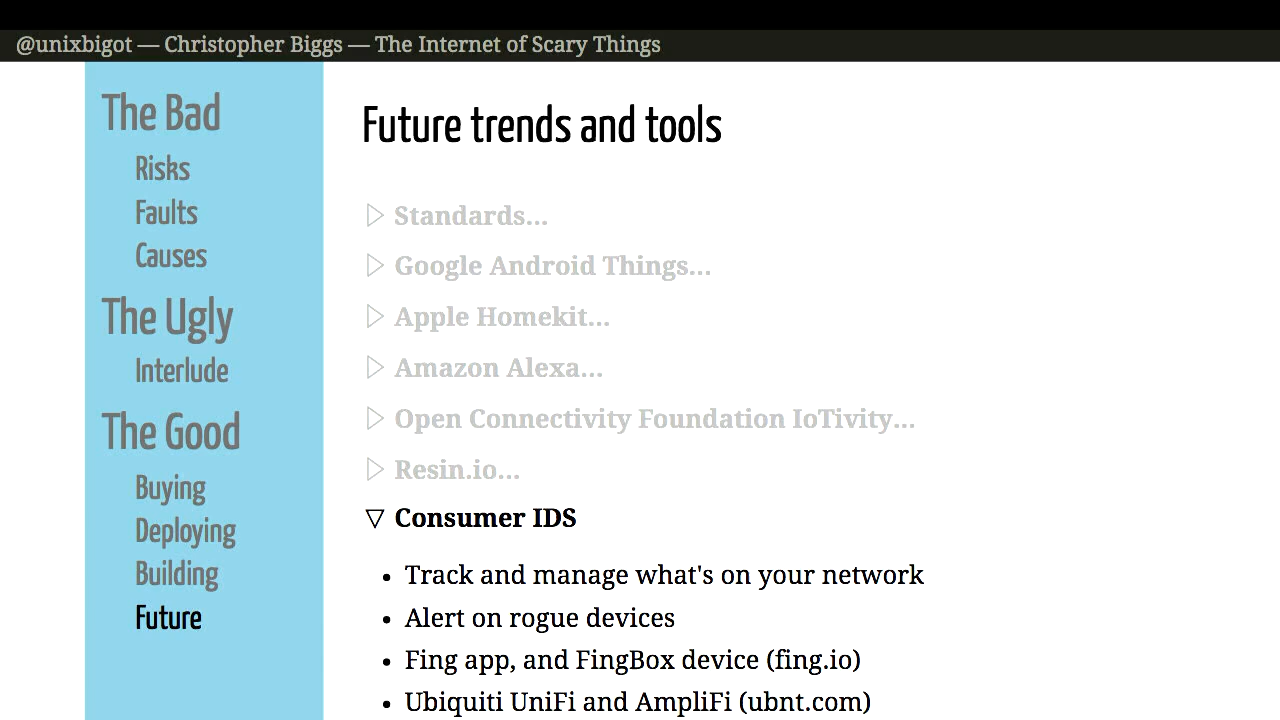 @unixbigot — Christopher Biggs — The Internet of Scary Things
The Bad
Risks
Faults
Causes
The Ugly
Interlude
The Good
Buying
Deploying
Building
Future
Future trends and tools
▷ Standards...
▷ Google Android Things...
▷ Apple Homekit...
▷ Amazon Alexa...
▷ Open Connectivity Foundation IoTivity...
▷ Resin.io...
▽ Consumer IDS
• Track and manage what's on your network
• Alert on rogue devices
• Fing app, and FingBox device (fing.io)
• Ubiquiti UniFi and AmpliFi (ubnt.com)